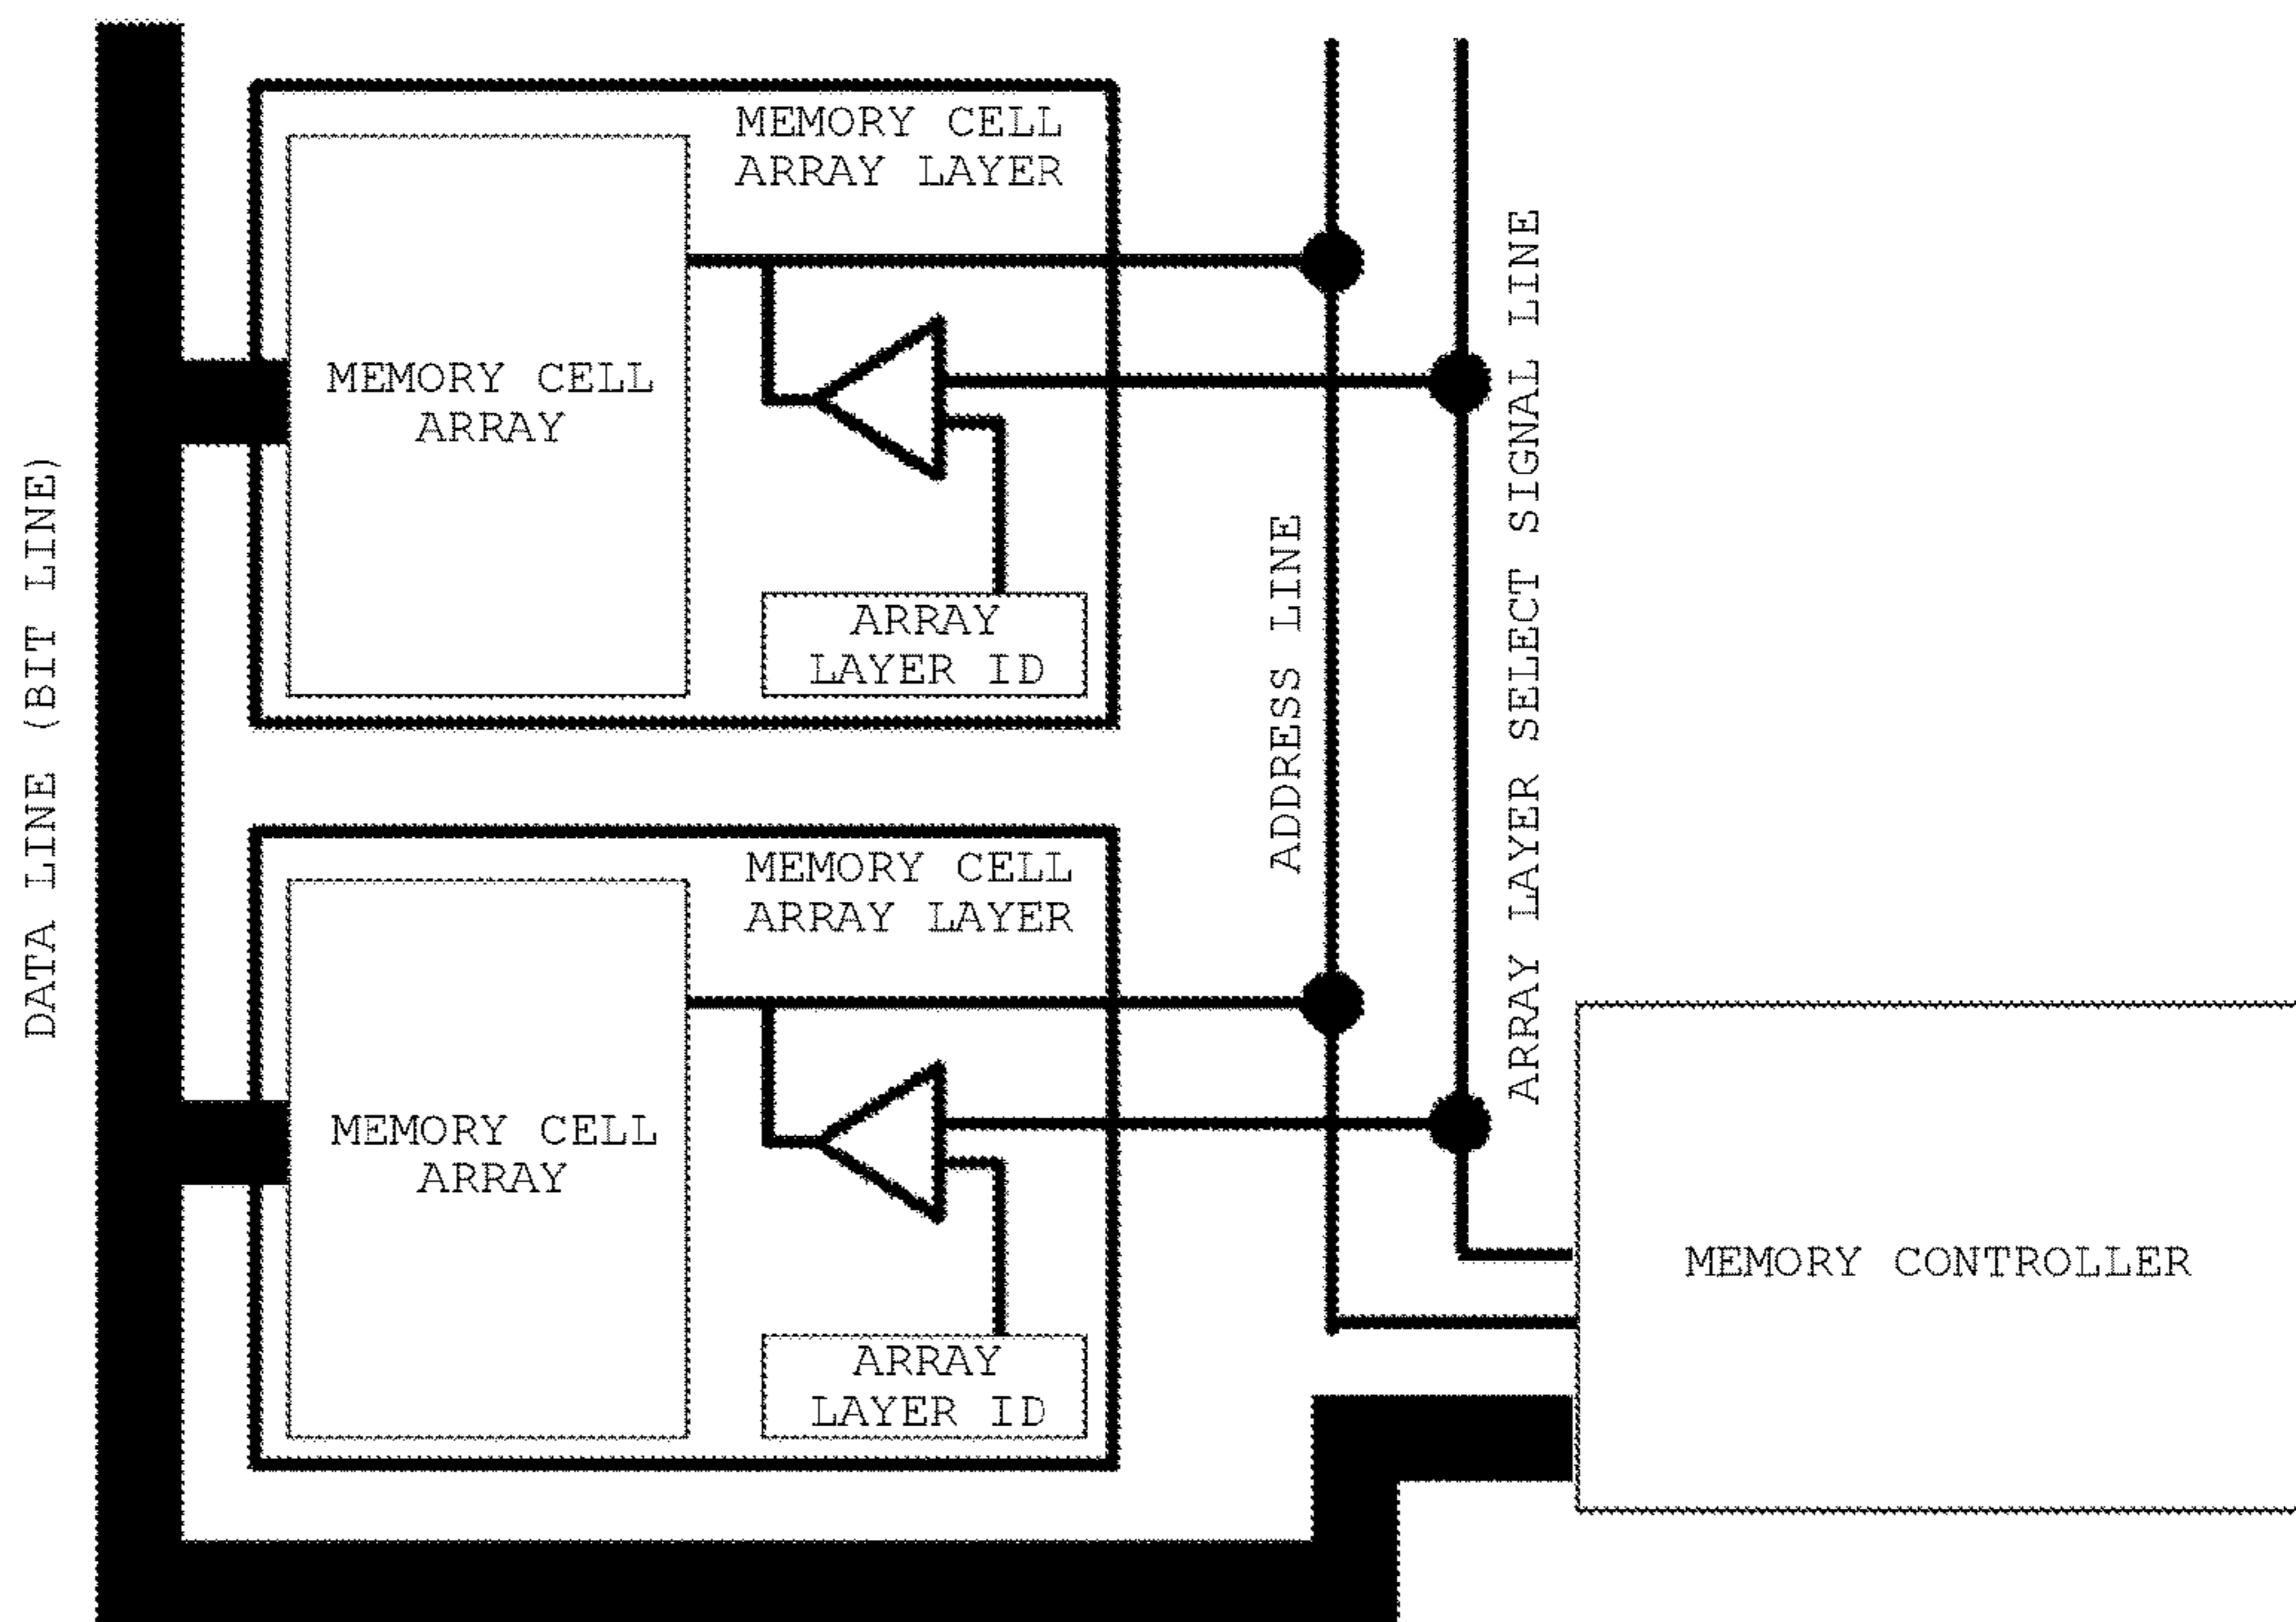 DATA LINE (BIT LINE)
MEMORY CELL
ARRAY LAYER
MEMORY CELL
ARRAY
ARRAY
LAYER ID
ADDRESS LINE
ARRAY LAYER SELECT SIGNAL LINE
MEMORY CELL
ARRAY LAYER
MEMORY CELL
ARRAY
ARRAY
LAYER ID
MEMORY CONTROLLER